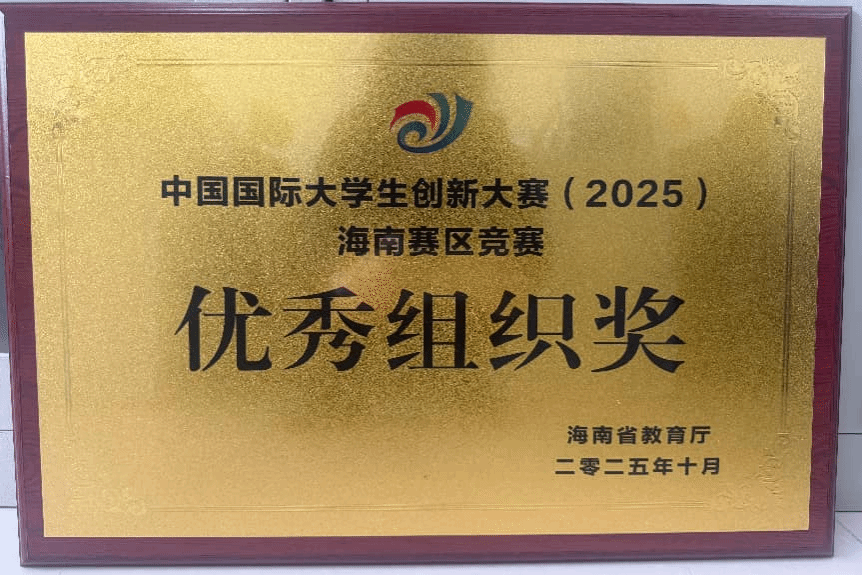 中国国际大学生创新大赛（2025）
海南赛区竞赛
优秀组织奖
海南省教育厅
二零二五年十月